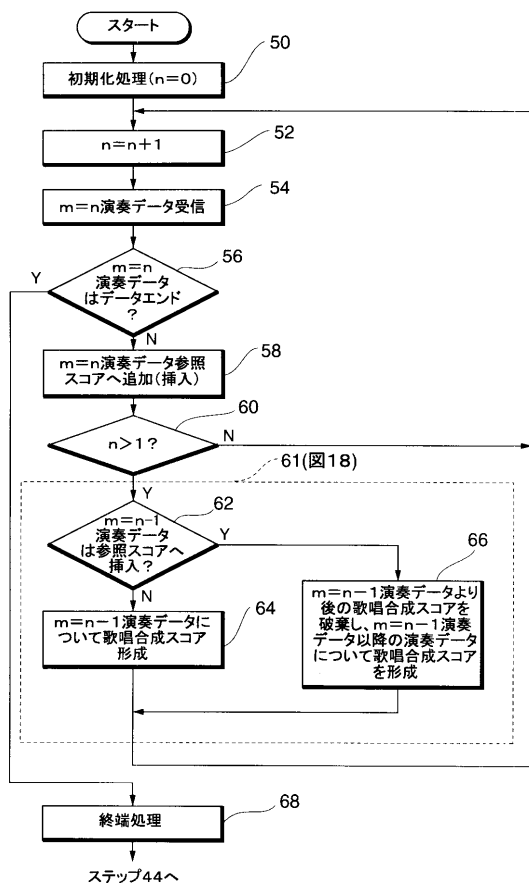 スタート
50
初期化処理(n=0)
52
n=n+1
54
m=n演奏データ受信
56
m=n
演奏データ
はデータエンド
?
Y
N
58
m=n演奏データ参照
スコアへ追加(挿入)
60
n>1?
N
61(図18)
Y
62
m=n-1
演奏データ
は参照スコアへ
挿入?
Y
N
64
m=n-1演奏データに
ついて歌唱合成スコア
形成
66
m=n-1演奏データより
後の歌唱合成スコアを
破棄し、m=n-1演奏
データ以降の演奏データ
について歌唱合成スコア
を形成
68
終端処理
ステップ44へ